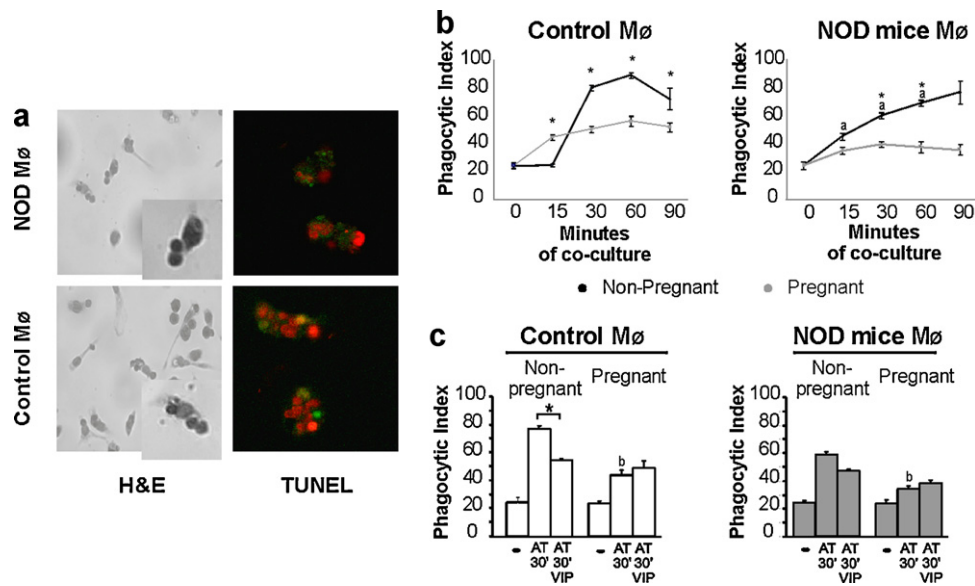 a
NOD Mø
Control Mø
H&E
TUNEL
b
Control Mø
NOD mice Mø
Phagocytic Index
100
80
60
40
20
0
* * * * *
0 15 30 60 90
Minutes
of co-culture
Phagocytic Index
100
80
60
40
20
0
a
*
a
*
a
0 15 30 60 90
Minutes
of co-culture
Non-Pregnant
Pregnant
c
Control Mø
Non-
pregnant
Pregnant
Phagocytic Index
100
80
60
40
20
0
*
b
- AT 30' AT 30' VIP - AT 30' AT 30' VIP
NOD mice Mø
Non-
pregnant
Pregnant
Phagocytic Index
100
80
60
40
20
0
b
- AT 30' AT 30' VIP - AT 30' AT 30' VIP